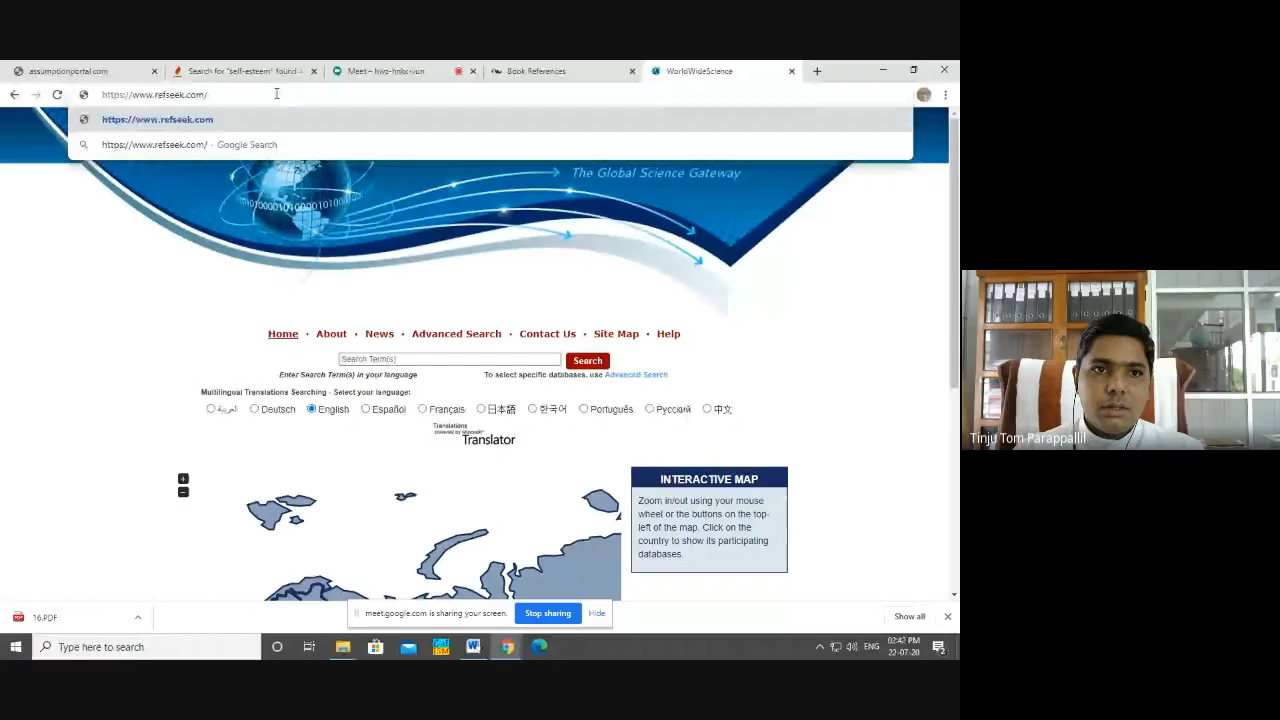 assumptionportal.com
Search for "self-esteem" found -
Meet – hwz-hnkc-vun
Book References
WorldWideScience
https://www.refseek.com/
https://www.refseek.com
https://www.refseek.com/ - Google Search
The Global Science Gateway
Home · About · News · Advanced Search · Contact Us · Site Map · Help
Search Term(s)
Search
Enter Search Term(s) in your language
To select specific databases, use Advanced Search
Multilingual Translations Searching - Select your language:
العربية Deutsch English Español Français 日本語 한국어 Português Русский 中文
Translations
powered by Microsoft®
Translator
INTERACTIVE MAP
Zoom in/out using your mouse
wheel or the buttons on the top-
left of the map. Click on the
country to show its participating
databases.
Tinju Tom Parappallil
16.PDF
meet.google.com is sharing your screen.
Stop sharing
Hide
Show all
Type here to search
ENG
02:42 PM
22-07-20